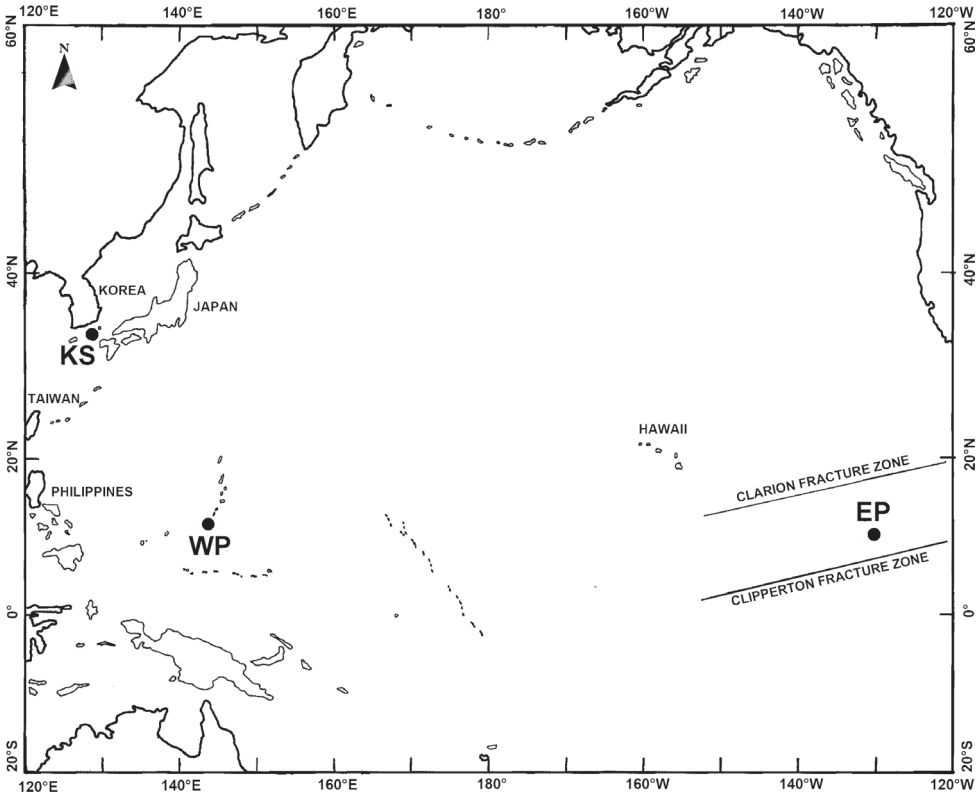 120°E 140°E 160°E 180° 160°W 140°W 120°W
60°N 60°N
N
40°N 40°N
KOREA
JAPAN
KS
TAIWAN
HAWAII
20°N 20°N
CLARION FRACTURE ZONE
PHILIPPINES
EP
WP
CLIPPERTON FRACTURE ZONE
0° 0°
20°S 20°S
120°E 140°E 160°E 180° 160°W 140°W 120°W